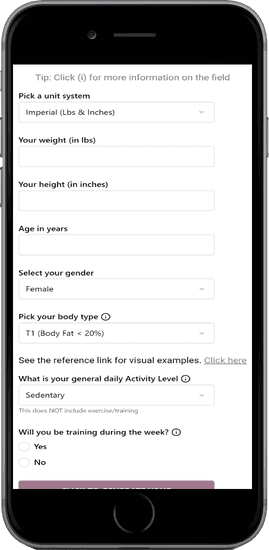 Tip: Click (i) for more information on the field
Pick a unit system
Imperial (Lbs & Inches)
Your weight (in lbs)
Your height (in inches)
Age in years
Select your gender
Female
Pick your body type
T1 (Body Fat < 20%)
See the reference link for visual examples. Click here
What is your general daily Activity Level
Sedentary
This does NOT include exercise/training
Will you be training during the week?
Yes
No